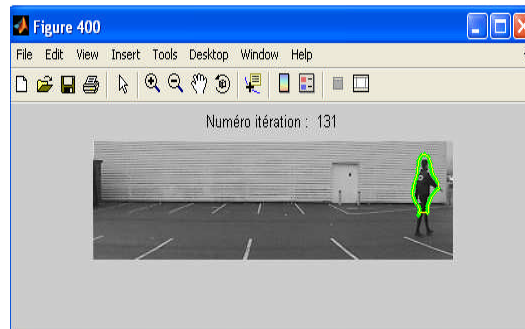 Figure 400
File Edit View Insert Tools Desktop Window Help
Numéro itération : 131